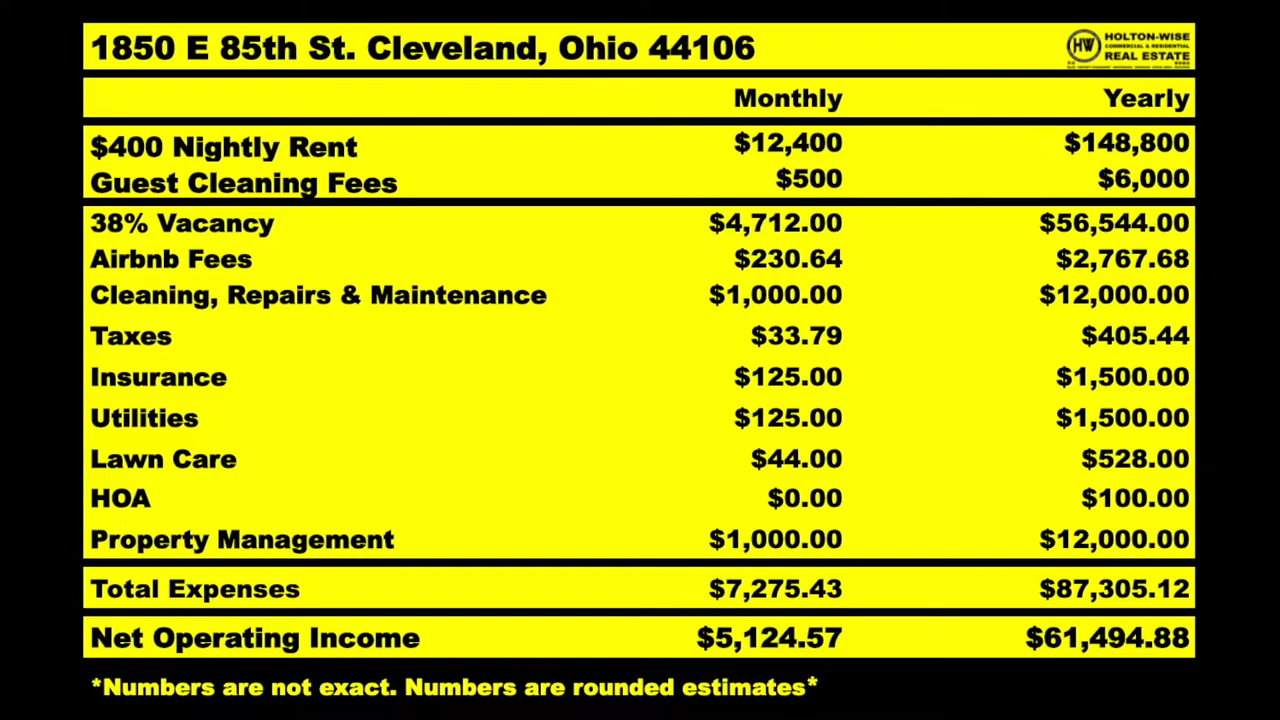 1850 E 85th St. Cleveland, Ohio 44106
HOLTON-WISE
COMMERCIAL & RESIDENTIAL
REAL ESTATE
HW
Monthly Yearly
$400 Nightly Rent $12,400 $148,800
Guest Cleaning Fees $500 $6,000
38% Vacancy $4,712.00 $56,544.00
Airbnb Fees $230.64 $2,767.68
Cleaning, Repairs & Maintenance $1,000.00 $12,000.00
Taxes $33.79 $405.44
Insurance $125.00 $1,500.00
Utilities $125.00 $1,500.00
Lawn Care $44.00 $528.00
HOA $0.00 $100.00
Property Management $1,000.00 $12,000.00
Total Expenses $7,275.43 $87,305.12
Net Operating Income $5,124.57 $61,494.88
*Numbers are not exact. Numbers are rounded estimates*